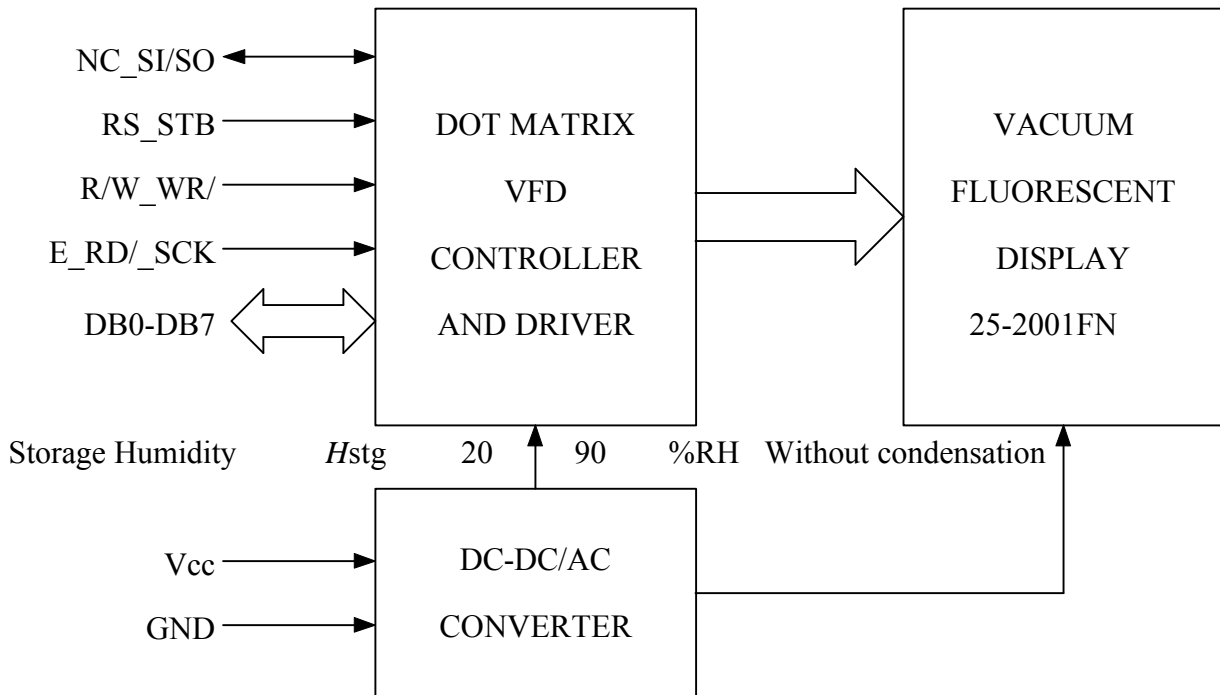 NC_SI/SO
RS_STB
R/W_WR/
E_RD/_SCK
DB0-DB7
DOT MATRIX
VFD
CONTROLLER
AND DRIVER
VACUUM
FLUORESCENT
DISPLAY
25-2001FN
Storage Humidity Hstg 20 90 %RH Without condensation
Vcc
GND
DC-DC/AC
CONVERTER